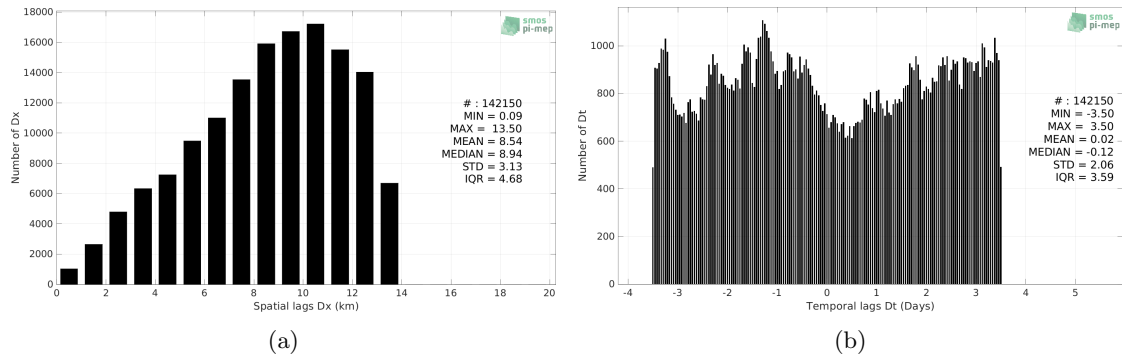 18000
16000
14000
12000
10000
8000
6000
4000
2000
0
Number of Dx
0 2 4 6 8 10 12 14 16 18 20
Spatial lags Dx (km)
smos
pi-mep
# : 142150
MIN = 0.09
MAX = 13.50
MEAN = 8.54
MEDIAN = 8.94
STD = 3.13
IQR = 4.68
(a)
1000
800
600
400
200
0
Number of Dt
-4 -3 -2 -1 0 1 2 3 4 5
Temporal lags Dt (Days)
smos
pi-mep
# : 142150
MIN = -3.50
MAX = 3.50
MEAN = 0.02
MEDIAN = -0.12
STD = 2.06
IQR = 3.59
(b)